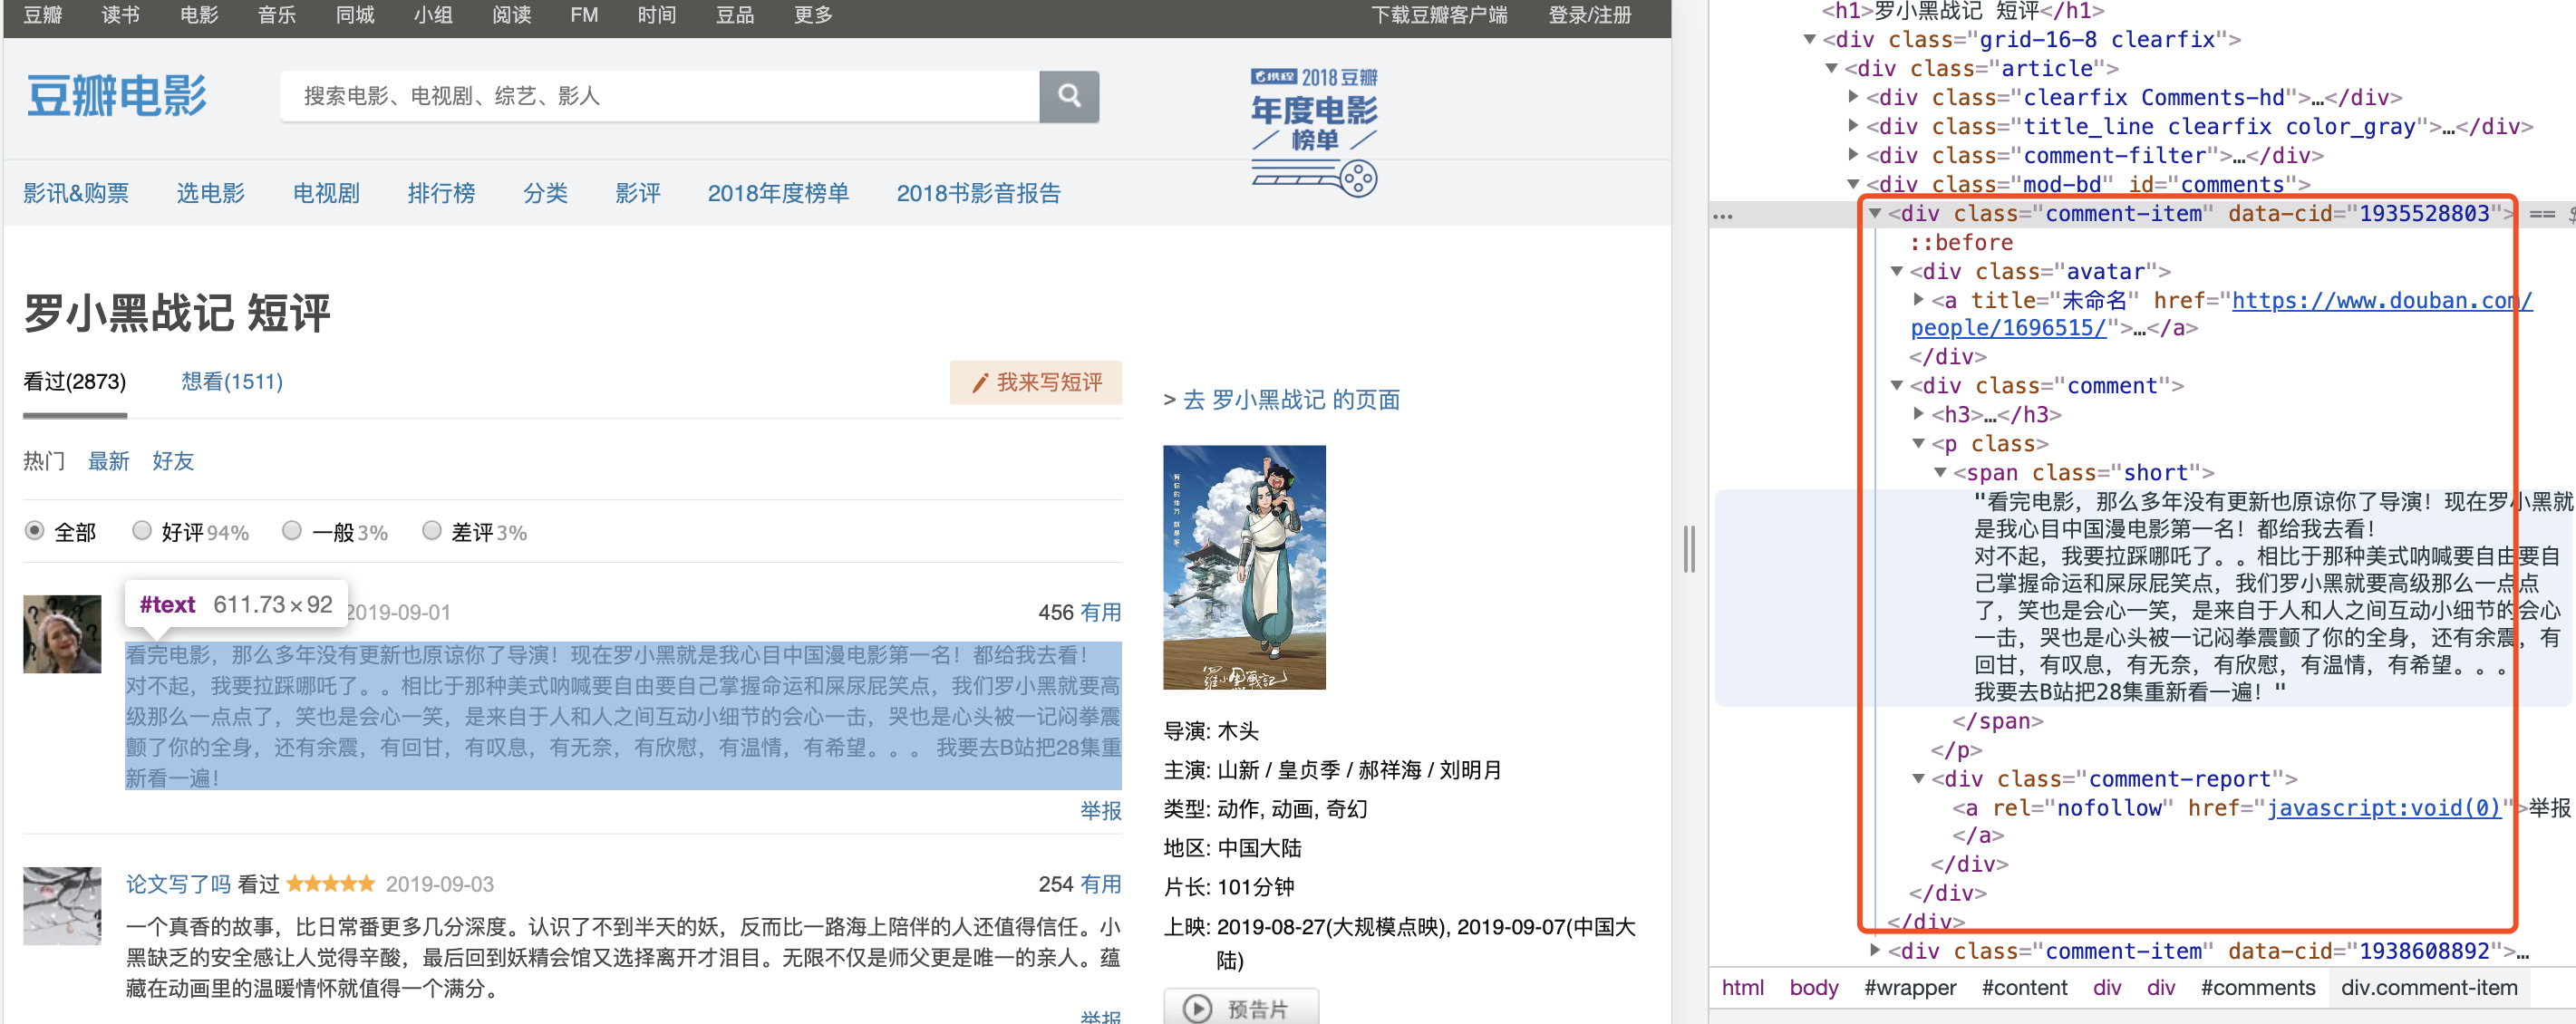 豆瓣 读书 电影 音乐 同城 小组 阅读 FM 时间 豆品 更多 下载豆瓣客户端 登录/注册
豆瓣电影
搜索电影、电视剧、综艺、影人
携程 2018 豆瓣
年度电影
榜单
影讯&购票 选电影 电视剧 排行榜 分类 影评 2018年度榜单 2018书影音报告
罗小黑战记 短评
看过(2873) 想看(1511) 我来写短评
热门 最新 好友
全部 好评 94% 一般 3% 差评 3%
#text 611.73×92 2019-09-01 456 有用
看完电影，那么多年没有更新也原谅你了导演！现在罗小黑就是我心目中国漫电影第一名！都给我去看！
对不起，我要拉踩哪吒了。。相比于那种美式呐喊要自由要自己掌握命运和屎尿屁笑点，我们罗小黑就要高
级那么一点点了，笑也是会心一笑，是来自于人和人之间互动小细节的会心一击，哭也是心头被一记闷拳震
颤了你的全身，还有余震，有回甘，有叹息，有无奈，有欣慰，有温情，有希望。。。 我要去B站把28集重
新看一遍！
举报
论文写了吗 看过 ★★★★★ 2019-09-03 254 有用
一个真香的故事，比日常番更多几分深度。认识了不到半天的妖，反而比一路海上陪伴的人还值得信任。小
黑缺乏的安全感让人觉得辛酸，最后回到妖精会馆又选择离开才泪目。无限不仅是师父更是唯一的亲人。蕴
藏在动画里的温暖情怀就值得一个满分。
举报
> 去 罗小黑战记 的页面
羅小黑戰記
导演: 木头
主演: 山新 / 皇贞季 / 郝祥海 / 刘明月
类型: 动作, 动画, 奇幻
地区: 中国大陆
片长: 101分钟
上映: 2019-08-27(大规模点映), 2019-09-07(中国大
陆)
预告片
<h1>罗小黑战记 短评</h1>
<div class="grid-16-8 clearfix">
<div class="article">
<div class="clearfix Comments-hd">…</div>
<div class="title_line clearfix color_gray">…</div>
<div class="comment-filter">…</div>
<div class="mod-bd" id="comments">
… <div class="comment-item" data-cid="1935528803"> == $
::before
<div class="avatar">
<a title="未命名" href="https://www.douban.com/
people/1696515/">…</a>
</div>
<div class="comment">
<h3>…</h3>
<p class>
<span class="short">
"看完电影，那么多年没有更新也原谅你了导演！现在罗小黑就
是我心目中国漫电影第一名！都给我去看！
对不起，我要拉踩哪吒了。。相比于那种美式呐喊要自由要自
己掌握命运和屎尿屁笑点，我们罗小黑就要高级那么一点点
了，笑也是会心一笑，是来自于人和人之间互动小细节的会心
一击，哭也是心头被一记闷拳震颤了你的全身，还有余震，有
回甘，有叹息，有无奈，有欣慰，有温情，有希望。。。
我要去B站把28集重新看一遍！"
</span>
</p>
<div class="comment-report">
<a rel="nofollow" href="javascript:void(0)">举报
</a>
</div>
</div>
</div>
<div class="comment-item" data-cid="1938608892">…
html body #wrapper #content div div #comments div.comment-item